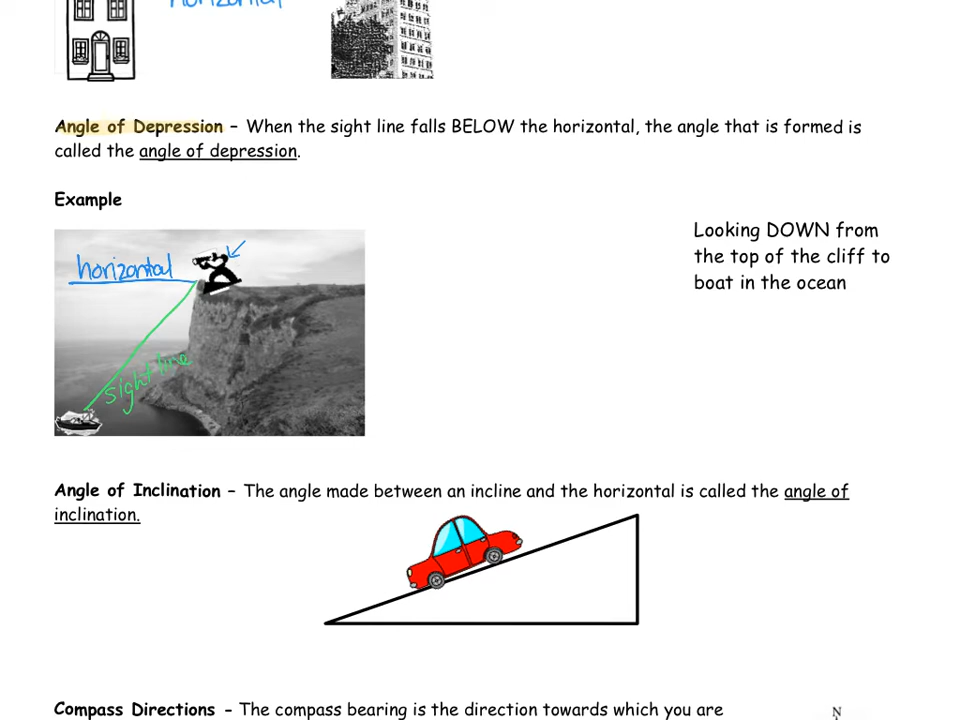 horizontal
Angle of Depression – When the sight line falls BELOW the horizontal, the angle that is formed is
called the angle of depression.
Example
Looking DOWN from
the top of the cliff to
boat in the ocean
horizontal
sight line
Angle of Inclination – The angle made between an incline and the horizontal is called the angle of
inclination.
Compass Directions - The compass bearing is the direction towards which you are
N